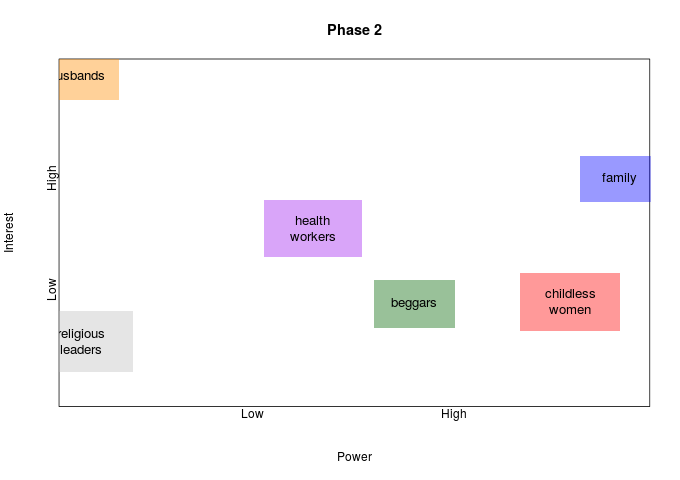 Phase 2
usbands
High
family
health
workers
Interest
Low
childless
women
beggars
religious
leaders
Low
High
Power